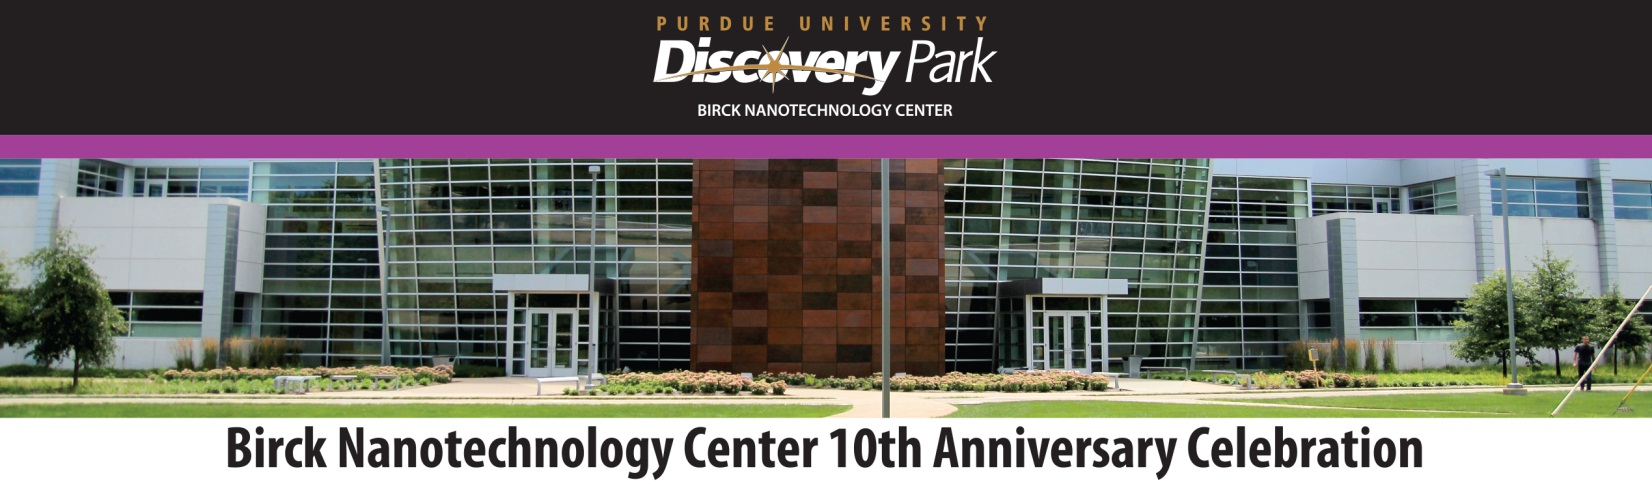 PURDUE UNIVERSITY
Discovery Park
BIRCK NANOTECHNOLOGY CENTER
Birck Nanotechnology Center 10th Anniversary Celebration